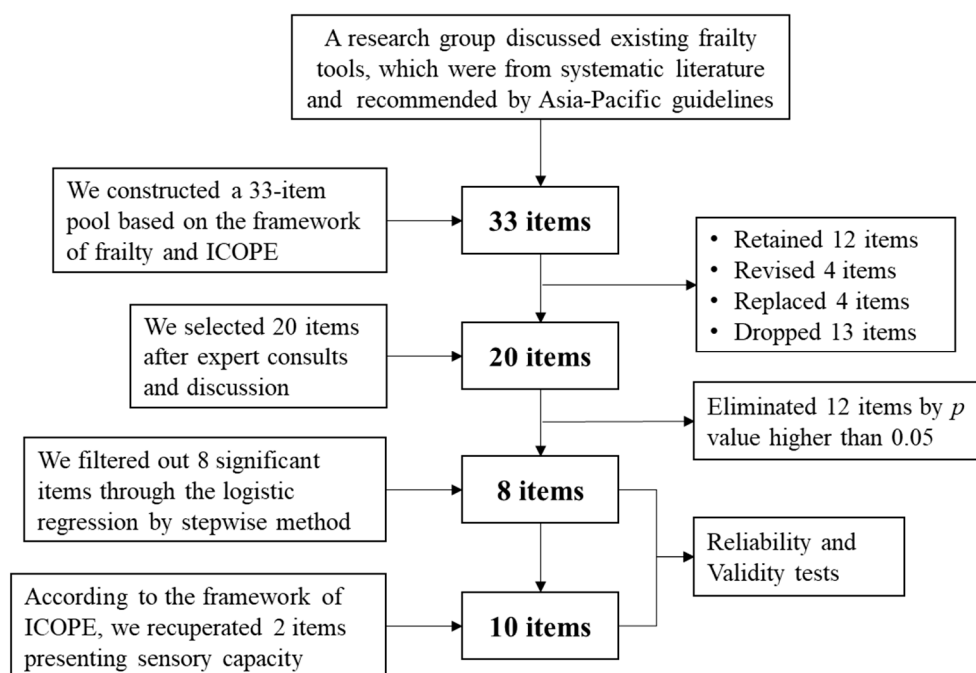 A research group discussed existing frailty
tools, which were from systematic literature
and recommended by Asia-Pacific guidelines
We constructed a 33-item
pool based on the framework
of frailty and ICOPE
33 items
• Retained 12 items
• Revised 4 items
• Replaced 4 items
• Dropped 13 items
We selected 20 items
after expert consults
and discussion
20 items
Eliminated 12 items by p
value higher than 0.05
We filtered out 8 significant
items through the logistic
regression by stepwise method
8 items
Reliability and
Validity tests
According to the framework of
ICOPE, we recuperated 2 items
presenting sensory capacity
10 items